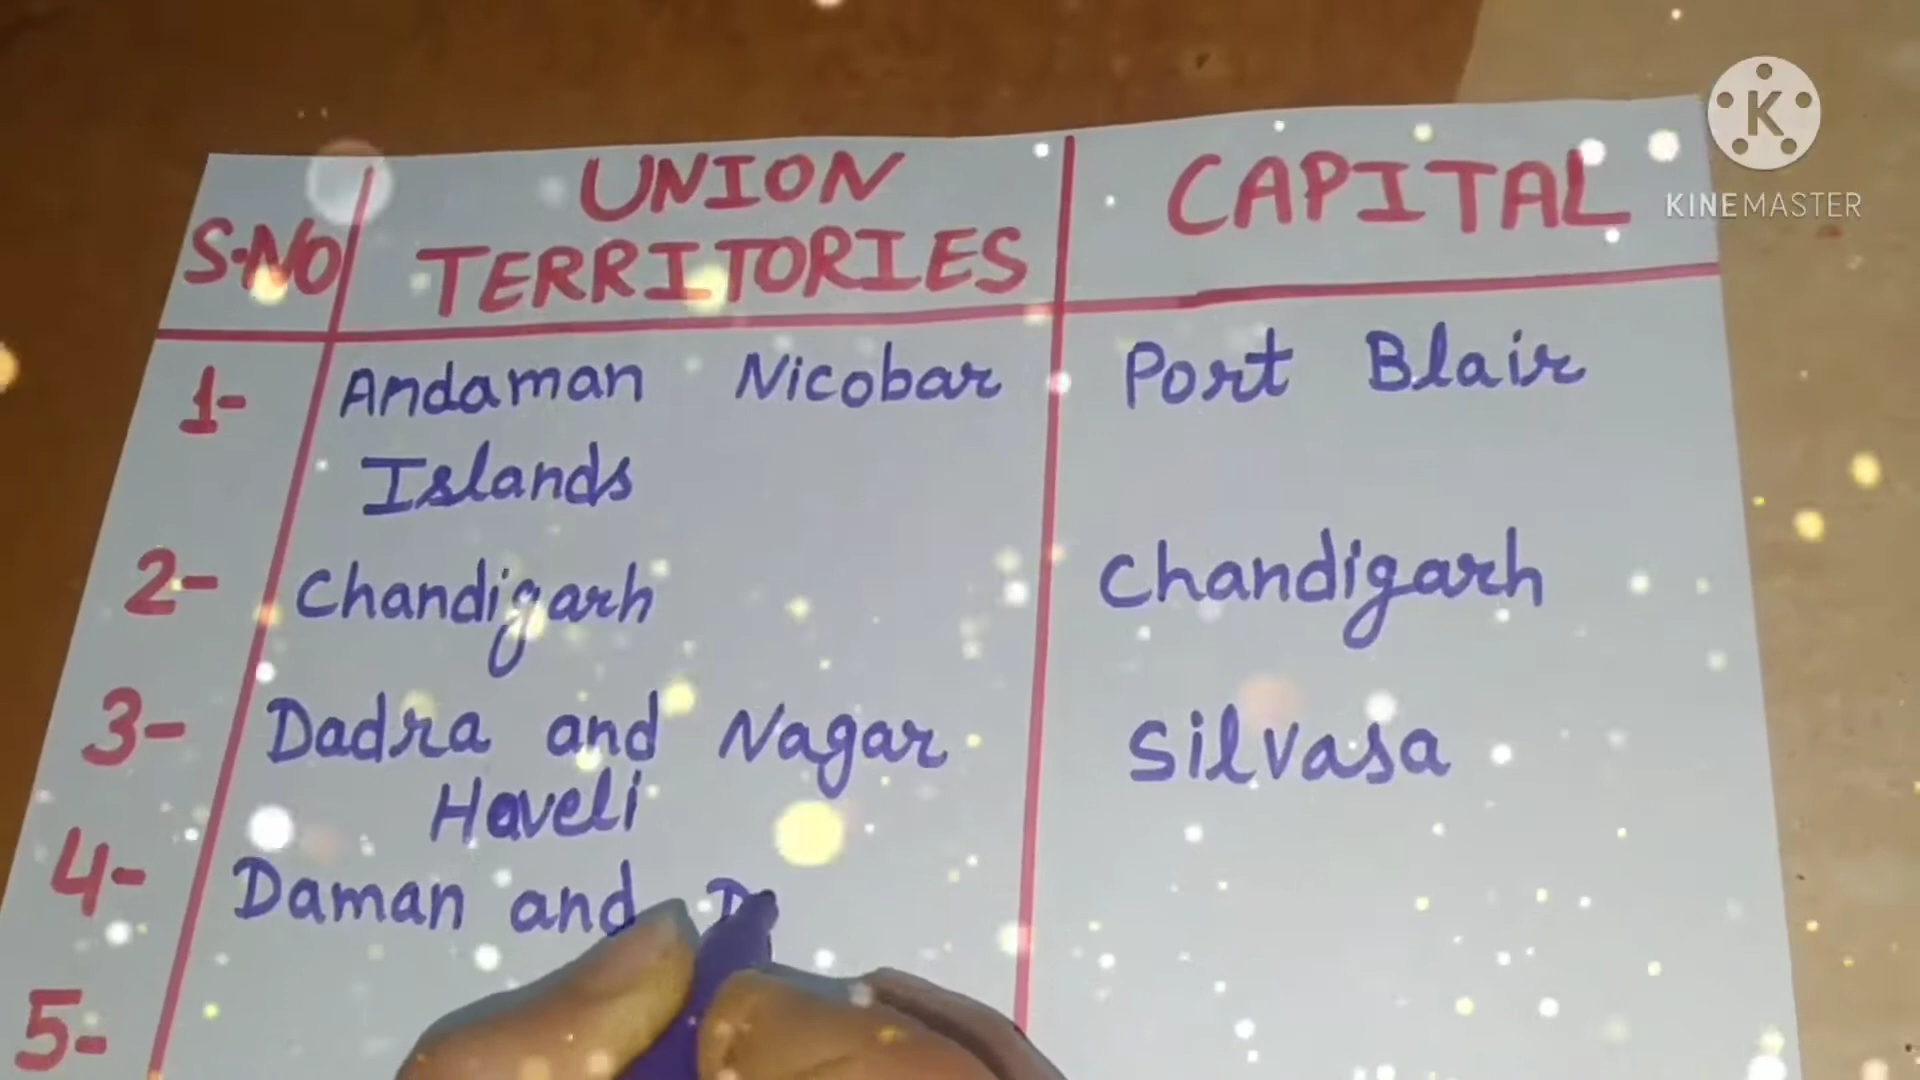 S.NO
UNION TERRITORIES
CAPITAL
1-
Andaman Nicobar
Islands
Port Blair
2-
Chandigarh
Chandigarh
3-
Dadra and Nagar
Haveli
Silvasa
4-
Daman and
5-
K
KINEMASTER